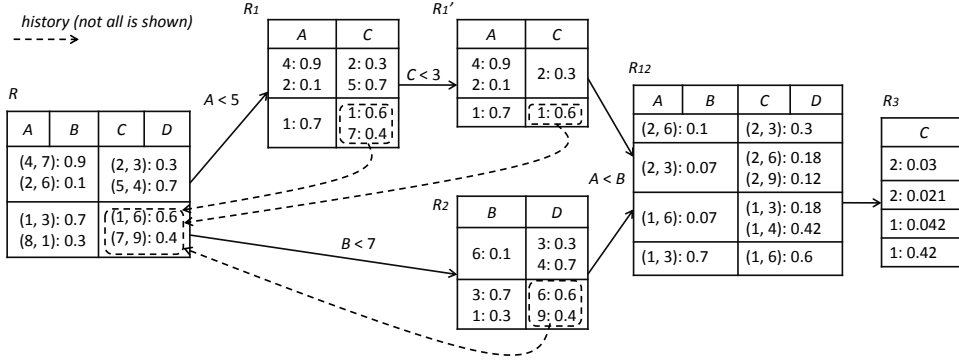 history (not all is shown)
R
A B C D
(4, 7): 0.9 (2, 3): 0.3
(2, 6): 0.1 (5, 4): 0.7
(1, 3): 0.7 (1, 6): 0.6
(8, 1): 0.3 (7, 9): 0.4
A < 5
R1
A C
4: 0.9 2: 0.3
2: 0.1 5: 0.7
1: 0.7 1: 0.6
7: 0.4
C < 3
R1'
A C
4: 0.9 2: 0.3
2: 0.1
1: 0.7 1: 0.6
B < 7
R2
B D
6: 0.1 3: 0.3
4: 0.7
3: 0.7 6: 0.6
1: 0.3 9: 0.4
A < B
R12
A B C D
(2, 6): 0.1 (2, 3): 0.3
(2, 3): 0.07 (2, 6): 0.18
(2, 9): 0.12
(1, 6): 0.07 (1, 3): 0.18
(1, 4): 0.42
(1, 3): 0.7 (1, 6): 0.6
R3
C
2: 0.03
2: 0.021
1: 0.042
1: 0.42